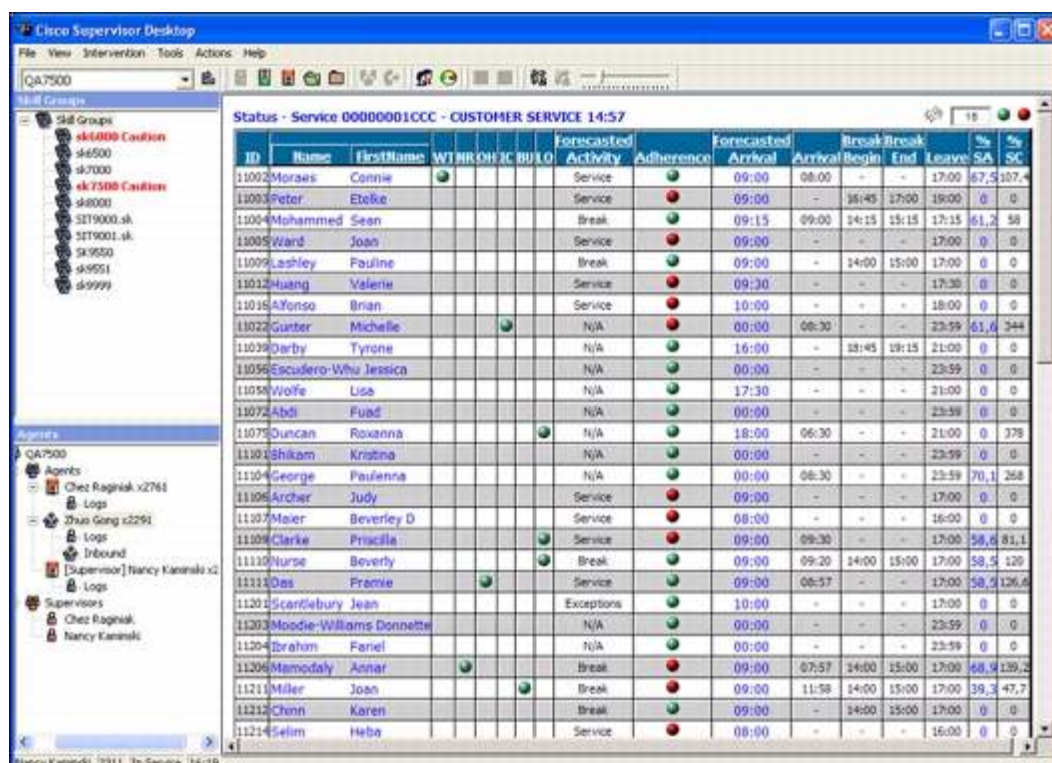 Cisco Supervisor Desktop
File View Intervention Tools Actions Help
QA7500
Skill Groups
Skill Groups
sk6000 Caution
sk6500
sk7000
sk7500 Caution
sk8000
SIT9000.sk
SIT9001.sk
SK9550
sk9551
sk9999
Agents
QA7500
Agents
Chez Raginiak x2761
Logs
Zhuo Gong x2291
Logs
Inbound
[Supervisor] Nancy Kaminski x2
Logs
Supervisors
Chez Raginiak
Nancy Kaminski
Status - Service 00000001CCC - CUSTOMER SERVICE 14:57
ID Name FirstName WT NR OH IC BU LO Forecasted Activity Adherence Forecasted Arrival Arrival Break Begin Break End Leave % SA % SC
11002 Moraes Connie Service 09:00 08:00 - - 17:00 67,5 107,4
11003 Peter Etelke Service 09:00 - 16:45 17:00 19:00 0 0
11004 Mohammed Sean Break 09:15 09:00 14:15 15:15 17:15 61,2 58
11005 Ward Joan Service 09:00 - - - 17:00 0 0
11009 Lashley Pauline Break 09:00 - 14:00 15:00 17:00 0 0
11012 Huang Valerie Service 09:30 - - - 17:30 0 0
11016 Alfonso Brian Service 10:00 - - - 18:00 0 0
11022 Gunter Michelle N/A 00:00 08:30 - - 23:59 61,6 344
11039 Darby Tyrone N/A 16:00 - 18:45 19:15 21:00 0 0
11056 Escudero-Whu Jessica N/A 00:00 - - - 23:59 0 0
11058 Wolfe Lisa N/A 17:30 - - - 21:00 0 0
11072 Abdi Fuad N/A 00:00 - - - 23:59 0 0
11075 Duncan Roxanna N/A 18:00 06:30 - - 21:00 0 378
11101 Bhikam Kristina N/A 00:00 - - - 23:59 0 0
11104 George Paulenna N/A 00:00 08:30 - - 23:59 70,1 268
11106 Archer Judy Service 09:00 - - - 17:00 0 0
11107 Maier Beverley D Service 08:00 - - - 16:00 0 0
11109 Clarke Priscilla Service 09:00 09:30 - - 17:00 58,6 81,1
11110 Nurse Beverly Break 09:00 09:20 14:00 15:00 17:00 58,5 120
11111 Das Pramie Service 09:00 08:57 - - 17:00 58,5 126,6
11201 Scantlebury Jean Exceptions 10:00 - - - 17:00 0 0
11203 Moodie-Williams Donnette N/A 00:00 - - - 23:59 0 0
11204 Ibrahim Fariel N/A 00:00 - - - 23:59 0 0
11206 Mamodaly Annar Break 09:00 07:57 14:00 15:00 17:00 68,9 139,2
11211 Miller Joan Break 09:00 11:58 14:00 15:00 17:00 39,3 47,7
11212 Chinn Karen Break 09:00 - 14:00 15:00 17:00 0 0
11214 Selim Heba Service 08:00 - - - 16:00 0 0